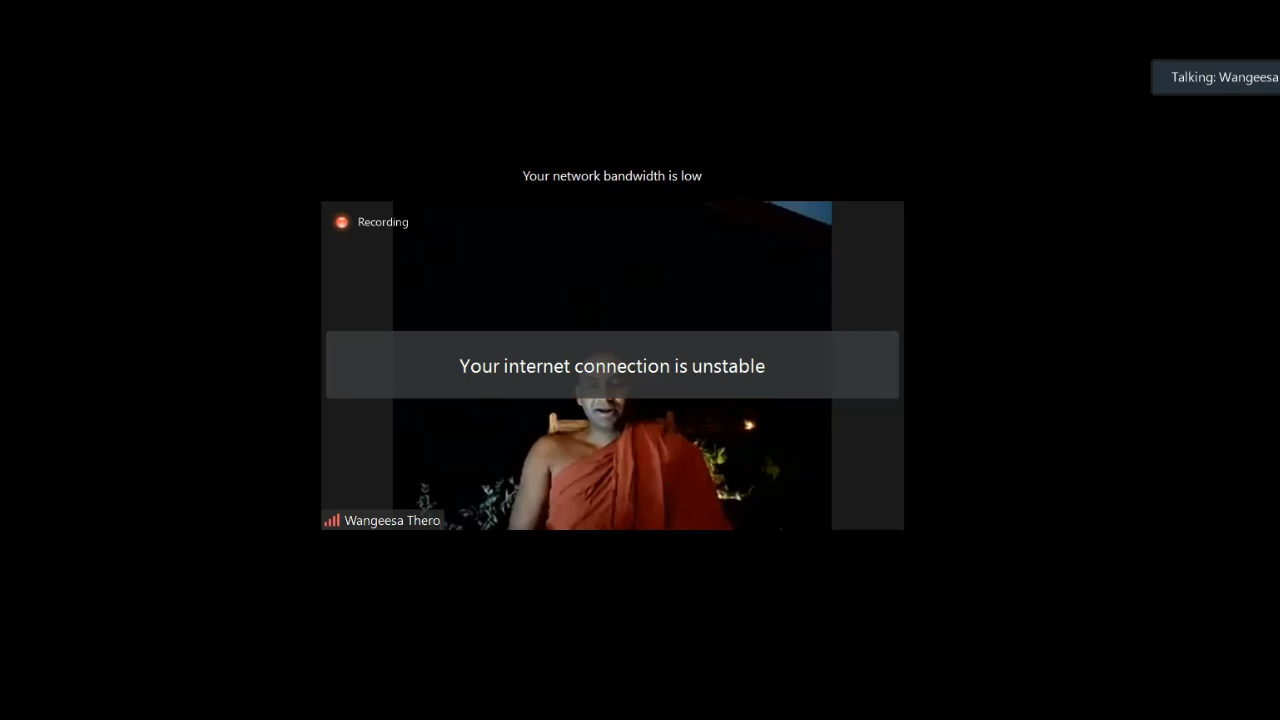 Talking: Wangeesa
Your network bandwidth is low
Recording
Your internet connection is unstable
Wangeesa Thero